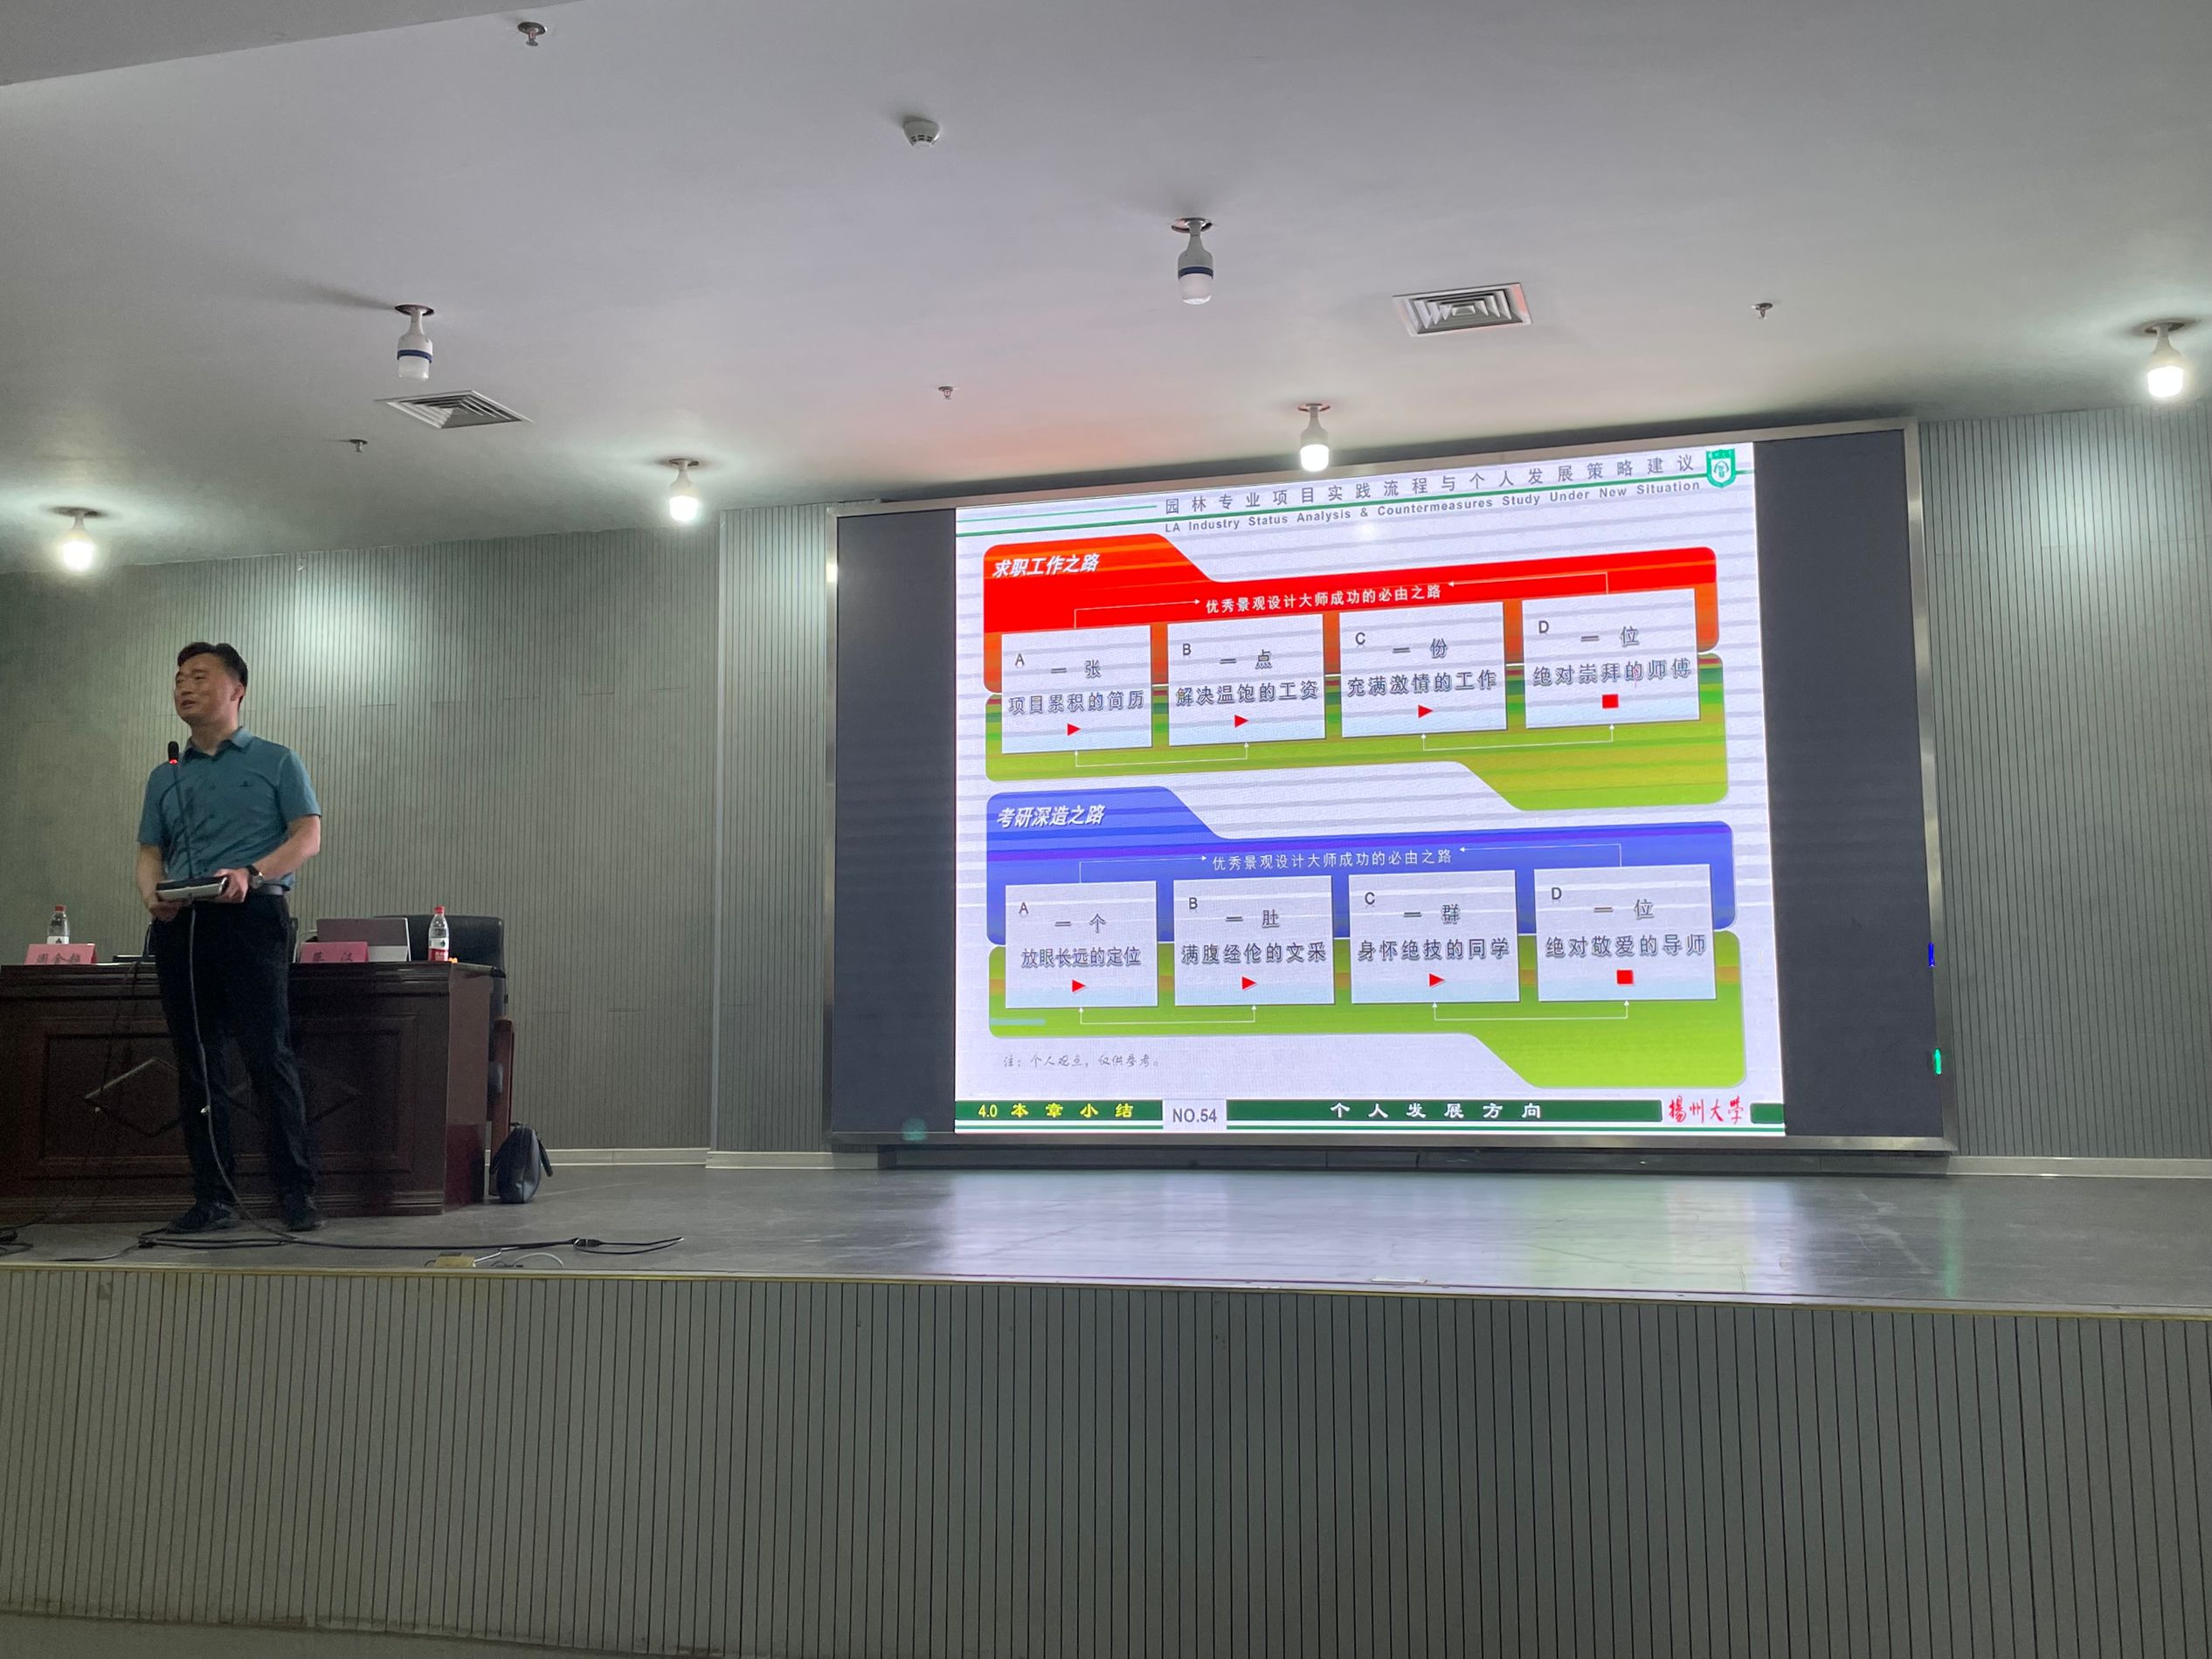 园林专业项目实践流程与个人发展策略建议
LA Industry Status Analysis & Countermeasures Study Under New Situation
求职工作之路
优秀景观设计大师成功的必由之路
A
一张
项目累积的简历
B
一点
解决温饱的工资
C
一份
充满激情的工作
D
一位
绝对崇拜的师傅
考研深造之路
优秀景观设计大师成功的必由之路
A
一个
放眼长远的定位
B
一肚
满腹经伦的文采
C
一群
身怀绝技的同学
D
一位
绝对敬爱的导师
注：个人观点，仅供参考。
4.0 本章小结
NO.54
个人发展方向
扬州大学